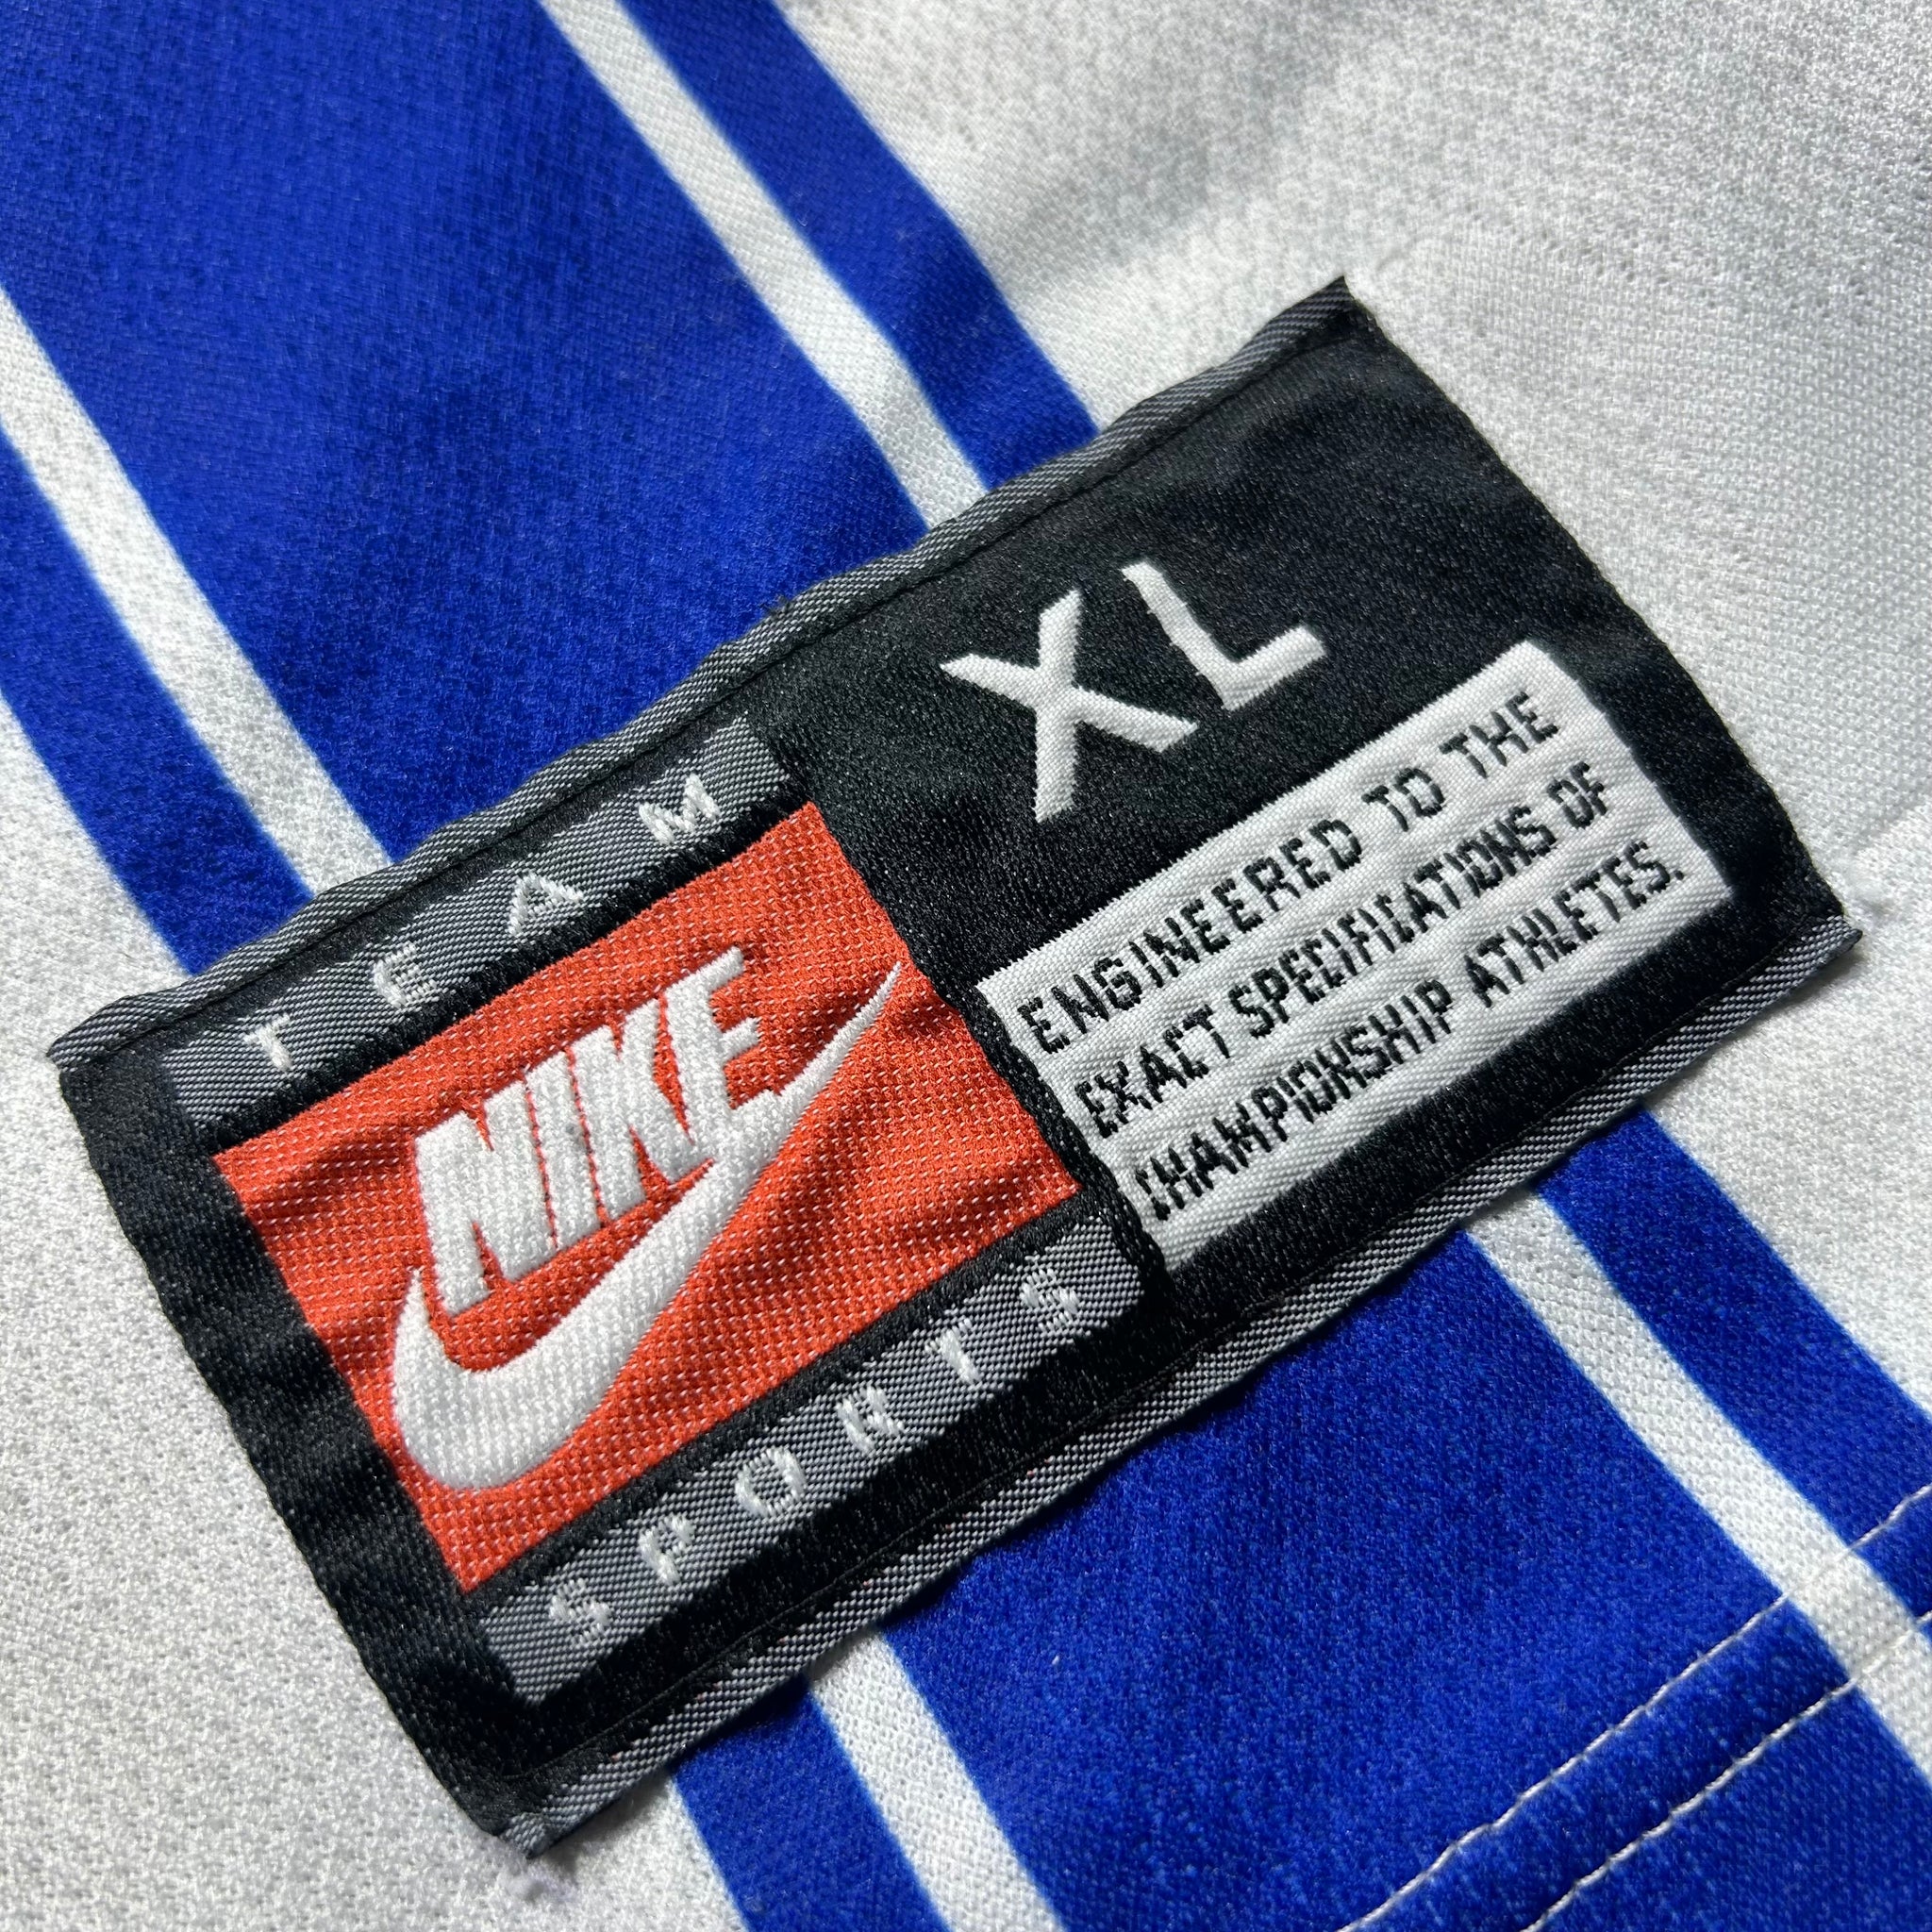 TEAM
NIKE
SPORTS
XL
ENGINEERED TO THE
EXACT SPECIFICATIONS OF
CHAMPIONSHIP ATHLETES.